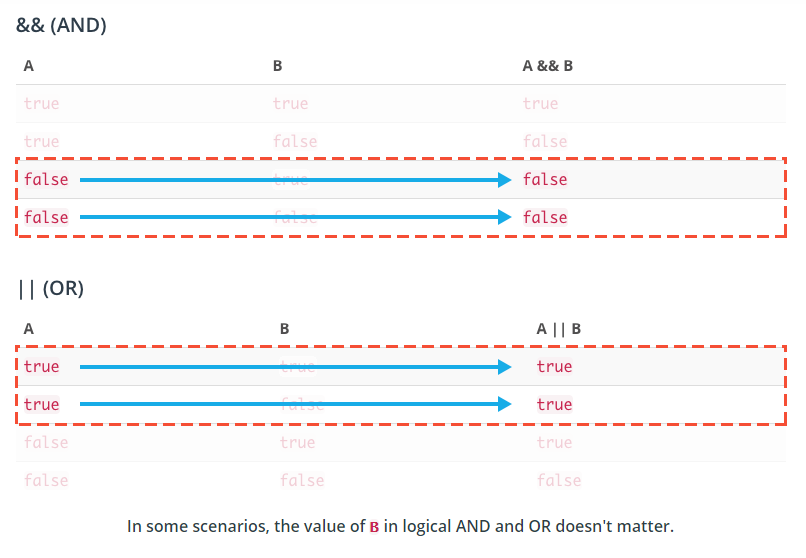 && (AND)
A B A && B
true true true
true false false
false true false
false false false
|| (OR)
A B A || B
true true true
true false true
false true true
false false false
In some scenarios, the value of B in logical AND and OR doesn't matter.